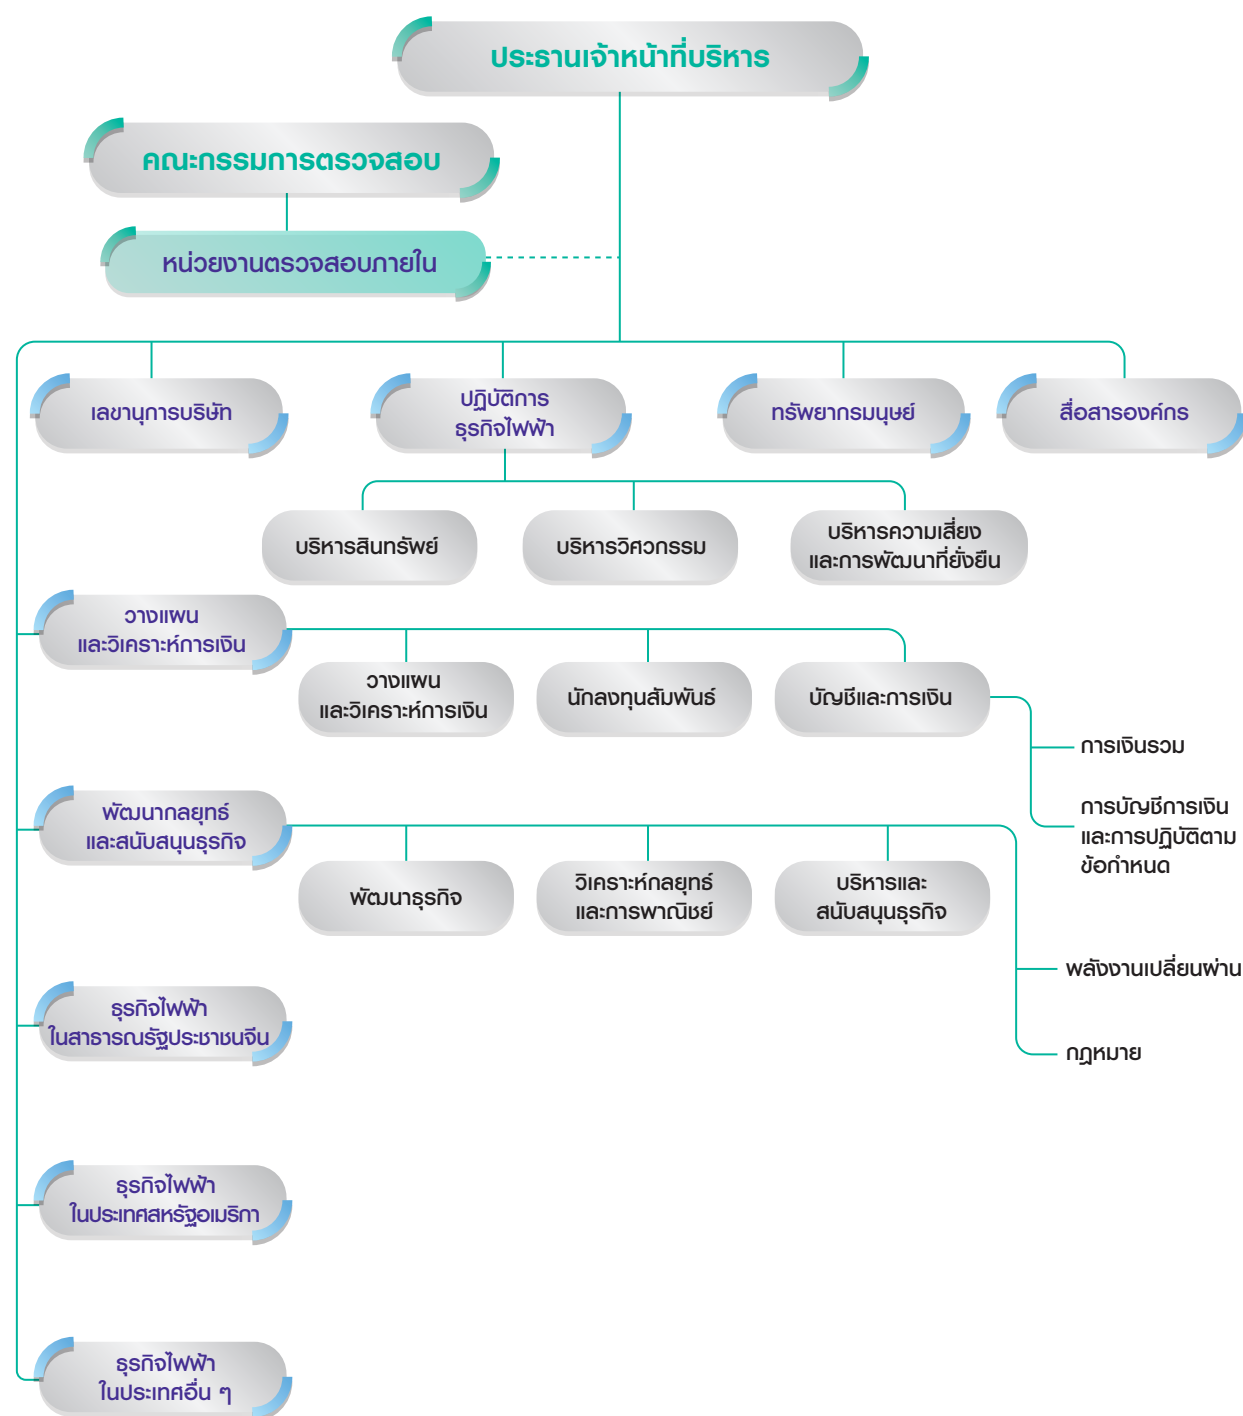 ประธานเจ้าหน้าที่บริหาร
คณะกรรมการตรวจสอบ
หน่วยงานตรวจสอบภายใน
เลขานุการบริษัท
ปฏิบัติการ
ธุรกิจไฟฟ้า
ทรัพยากรมนุษย์
สื่อสารองค์กร
บริหารสินทรัพย์
บริหารวิศวกรรม
บริหารความเสี่ยง
และการพัฒนาที่ยั่งยืน
วางแผน
และวิเคราะห์การเงิน
วางแผน
และวิเคราะห์การเงิน
นักลงทุนสัมพันธ์
บัญชีและการเงิน
การเงินรวม
การบัญชีการเงิน
และการปฏิบัติตาม
ข้อกำหนด
พัฒนากลยุทธ์
และสนับสนุนธุรกิจ
พัฒนาธุรกิจ
วิเคราะห์กลยุทธ์
และการพาณิชย์
บริหารและ
สนับสนุนธุรกิจ
พลังงานเปลี่ยนผ่าน
กฎหมาย
ธุรกิจไฟฟ้า
ในสาธารณรัฐประชาชนจีน
ธุรกิจไฟฟ้า
ในประเทศสหรัฐอเมริกา
ธุรกิจไฟฟ้า
ในประเทศอื่น ๆ